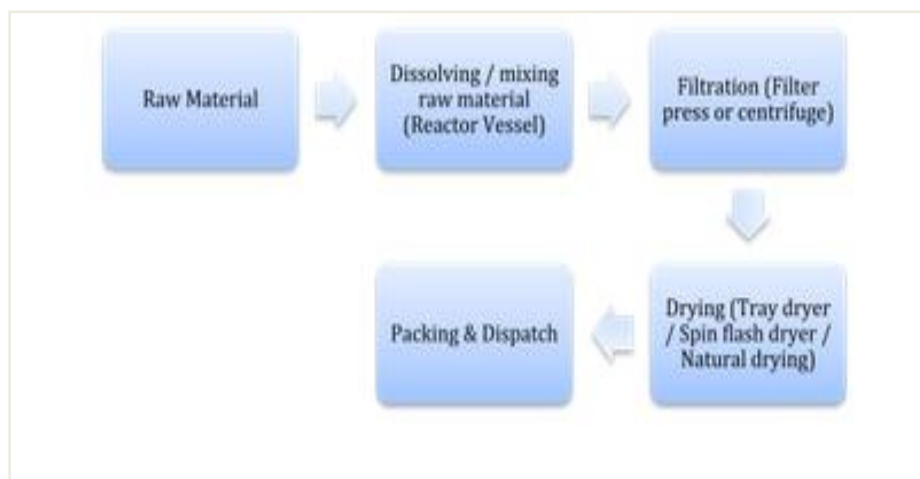 Raw Material
Dissolving / mixing
raw material
(Reactor Vessel)
Filtration (Filter
press or centrifuge)
Drying (Tray dryer
/ Spin flash dryer /
Natural drying)
Packing & Dispatch